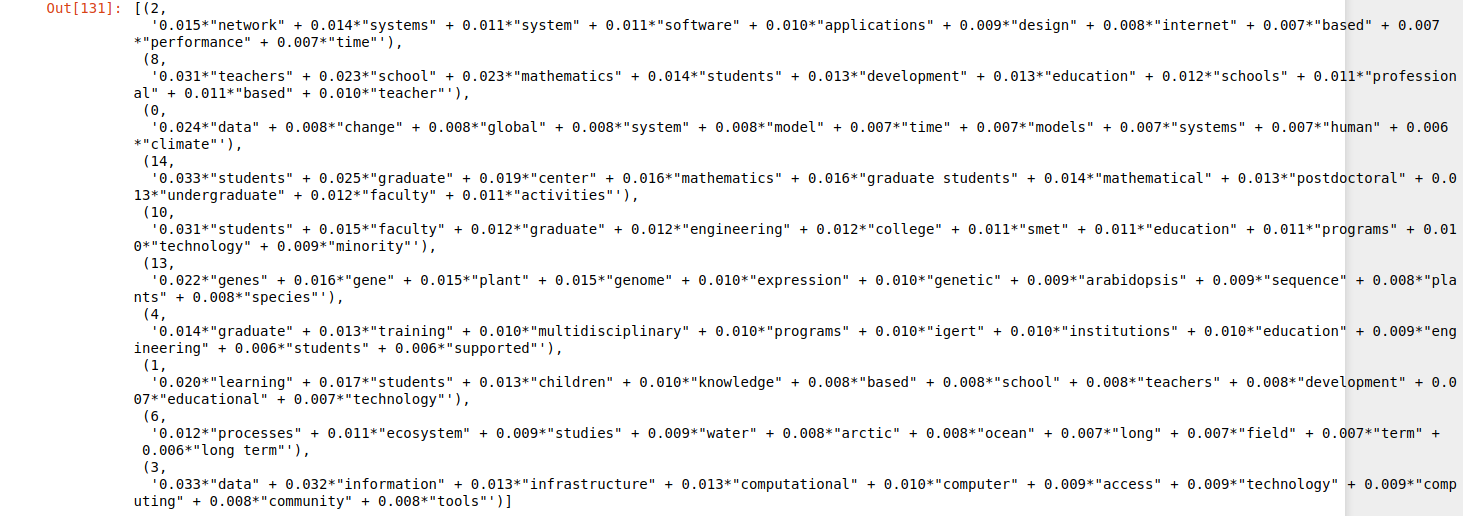 Out[131]: [(2,
'0.015*"network" + 0.014*"systems" + 0.011*"system" + 0.011*"software" + 0.010*"applications" + 0.009*"design" + 0.008*"internet" + 0.007*"based" + 0.007
*"performance" + 0.007*"time"'),
(8,
'0.031*"teachers" + 0.023*"school" + 0.023*"mathematics" + 0.014*"students" + 0.013*"development" + 0.013*"education" + 0.012*"schools" + 0.011*"profession
al" + 0.011*"based" + 0.010*"teacher"'),
(0,
'0.024*"data" + 0.008*"change" + 0.008*"global" + 0.008*"system" + 0.008*"model" + 0.007*"time" + 0.007*"models" + 0.007*"systems" + 0.007*"human" + 0.006
*"climate"'),
(14,
'0.033*"students" + 0.025*"graduate" + 0.019*"center" + 0.016*"mathematics" + 0.016*"graduate students" + 0.014*"mathematical" + 0.013*"postdoctoral" + 0.0
13*"undergraduate" + 0.012*"faculty" + 0.011*"activities"'),
(10,
'0.031*"students" + 0.015*"faculty" + 0.012*"graduate" + 0.012*"engineering" + 0.012*"college" + 0.011*"smet" + 0.011*"education" + 0.011*"programs" + 0.01
0*"technology" + 0.009*"minority"'),
(13,
'0.022*"genes" + 0.016*"gene" + 0.015*"plant" + 0.015*"genome" + 0.010*"expression" + 0.010*"genetic" + 0.009*"arabidopsis" + 0.009*"sequence" + 0.008*"pla
nts" + 0.008*"species"'),
(4,
'0.014*"graduate" + 0.013*"training" + 0.010*"multidisciplinary" + 0.010*"programs" + 0.010*"igert" + 0.010*"institutions" + 0.010*"education" + 0.009*"eng
ineering" + 0.006*"students" + 0.006*"supported"'),
(1,
'0.020*"learning" + 0.017*"students" + 0.013*"children" + 0.010*"knowledge" + 0.008*"based" + 0.008*"school" + 0.008*"teachers" + 0.008*"development" + 0.0
07*"educational" + 0.007*"technology"'),
(6,
'0.012*"processes" + 0.011*"ecosystem" + 0.009*"studies" + 0.009*"water" + 0.008*"arctic" + 0.008*"ocean" + 0.007*"long" + 0.007*"field" + 0.007*"term" +
0.006*"long term"'),
(3,
'0.033*"data" + 0.032*"information" + 0.013*"infrastructure" + 0.013*"computational" + 0.010*"computer" + 0.009*"access" + 0.009*"technology" + 0.009*"comp
uting" + 0.008*"community" + 0.008*"tools"')]